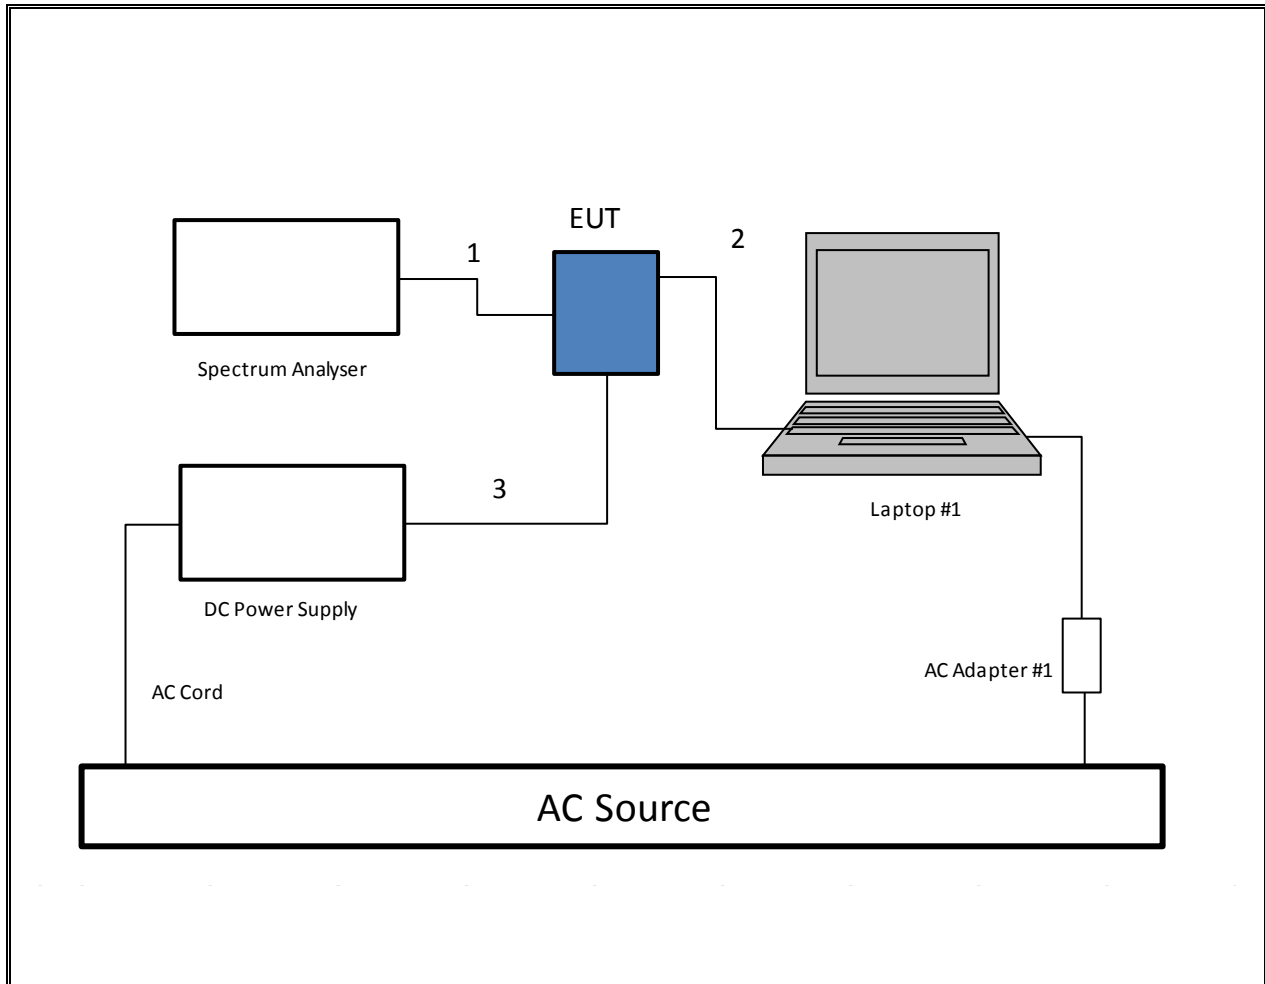 EUT
1
2
Spectrum Analyser
3
Laptop #1
DC Power Supply
AC Adapter #1
AC Cord
AC Source